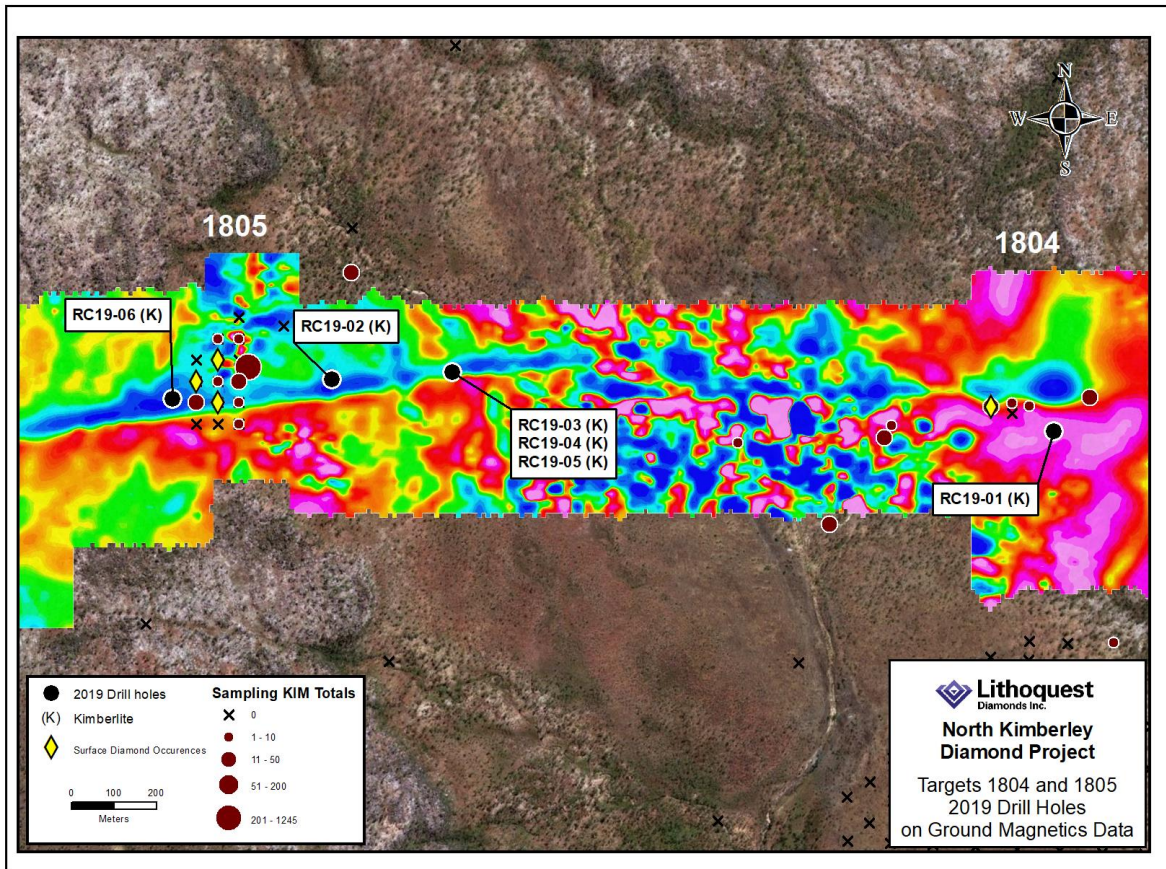 N
W E
S
1805
1804
RC19-06 (K)
RC19-02 (K)
RC19-03 (K)
RC19-04 (K)
RC19-05 (K)
RC19-01 (K)
2019 Drill holes
(K) Kimberlite
Surface Diamond Occurences
0 100 200
Meters
Sampling KIM Totals
0
1 - 10
11 - 50
51 - 200
201 - 1245
Lithoquest
Diamonds Inc.
North Kimberley
Diamond Project
Targets 1804 and 1805
2019 Drill Holes
on Ground Magnetics Data